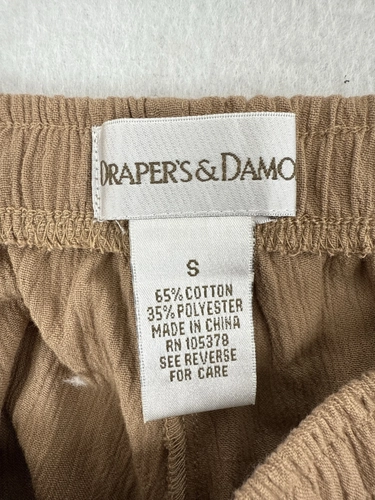 DRAPER'S & DAMO
S
65% COTTON
35% POLYESTER
MADE IN CHINA
RN 105378
SEE REVERSE
FOR CARE